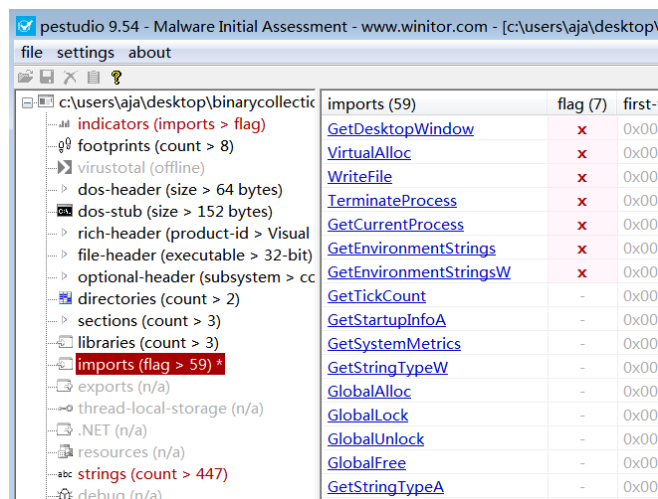 pestudio 9.54 - Malware Initial Assessment - www.winitor.com - [c:\users\aja\desktop\
file settings about
c:\users\aja\desktop\binarycollectic
indicators (imports > flag)
footprints (count > 8)
virustotal (offline)
dos-header (size > 64 bytes)
dos-stub (size > 152 bytes)
rich-header (product-id > Visual
file-header (executable > 32-bit)
optional-header (subsystem > cc
directories (count > 2)
sections (count > 3)
libraries (count > 3)
imports (flag > 59) *
exports (n/a)
thread-local-storage (n/a)
.NET (n/a)
resources (n/a)
abc strings (count > 447)
debug (n/a)
imports (59) flag (7) first-
GetDesktopWindow x 0x00
VirtualAlloc x 0x00
WriteFile x 0x00
TerminateProcess x 0x00
GetCurrentProcess x 0x00
GetEnvironmentStrings x 0x00
GetEnvironmentStringsW x 0x00
GetTickCount - 0x00
GetStartupInfoA - 0x00
GetSystemMetrics - 0x00
GetStringTypeW - 0x00
GlobalAlloc - 0x00
GlobalLock - 0x00
GlobalUnlock - 0x00
GlobalFree - 0x00
GetStringTypeA - 0x00